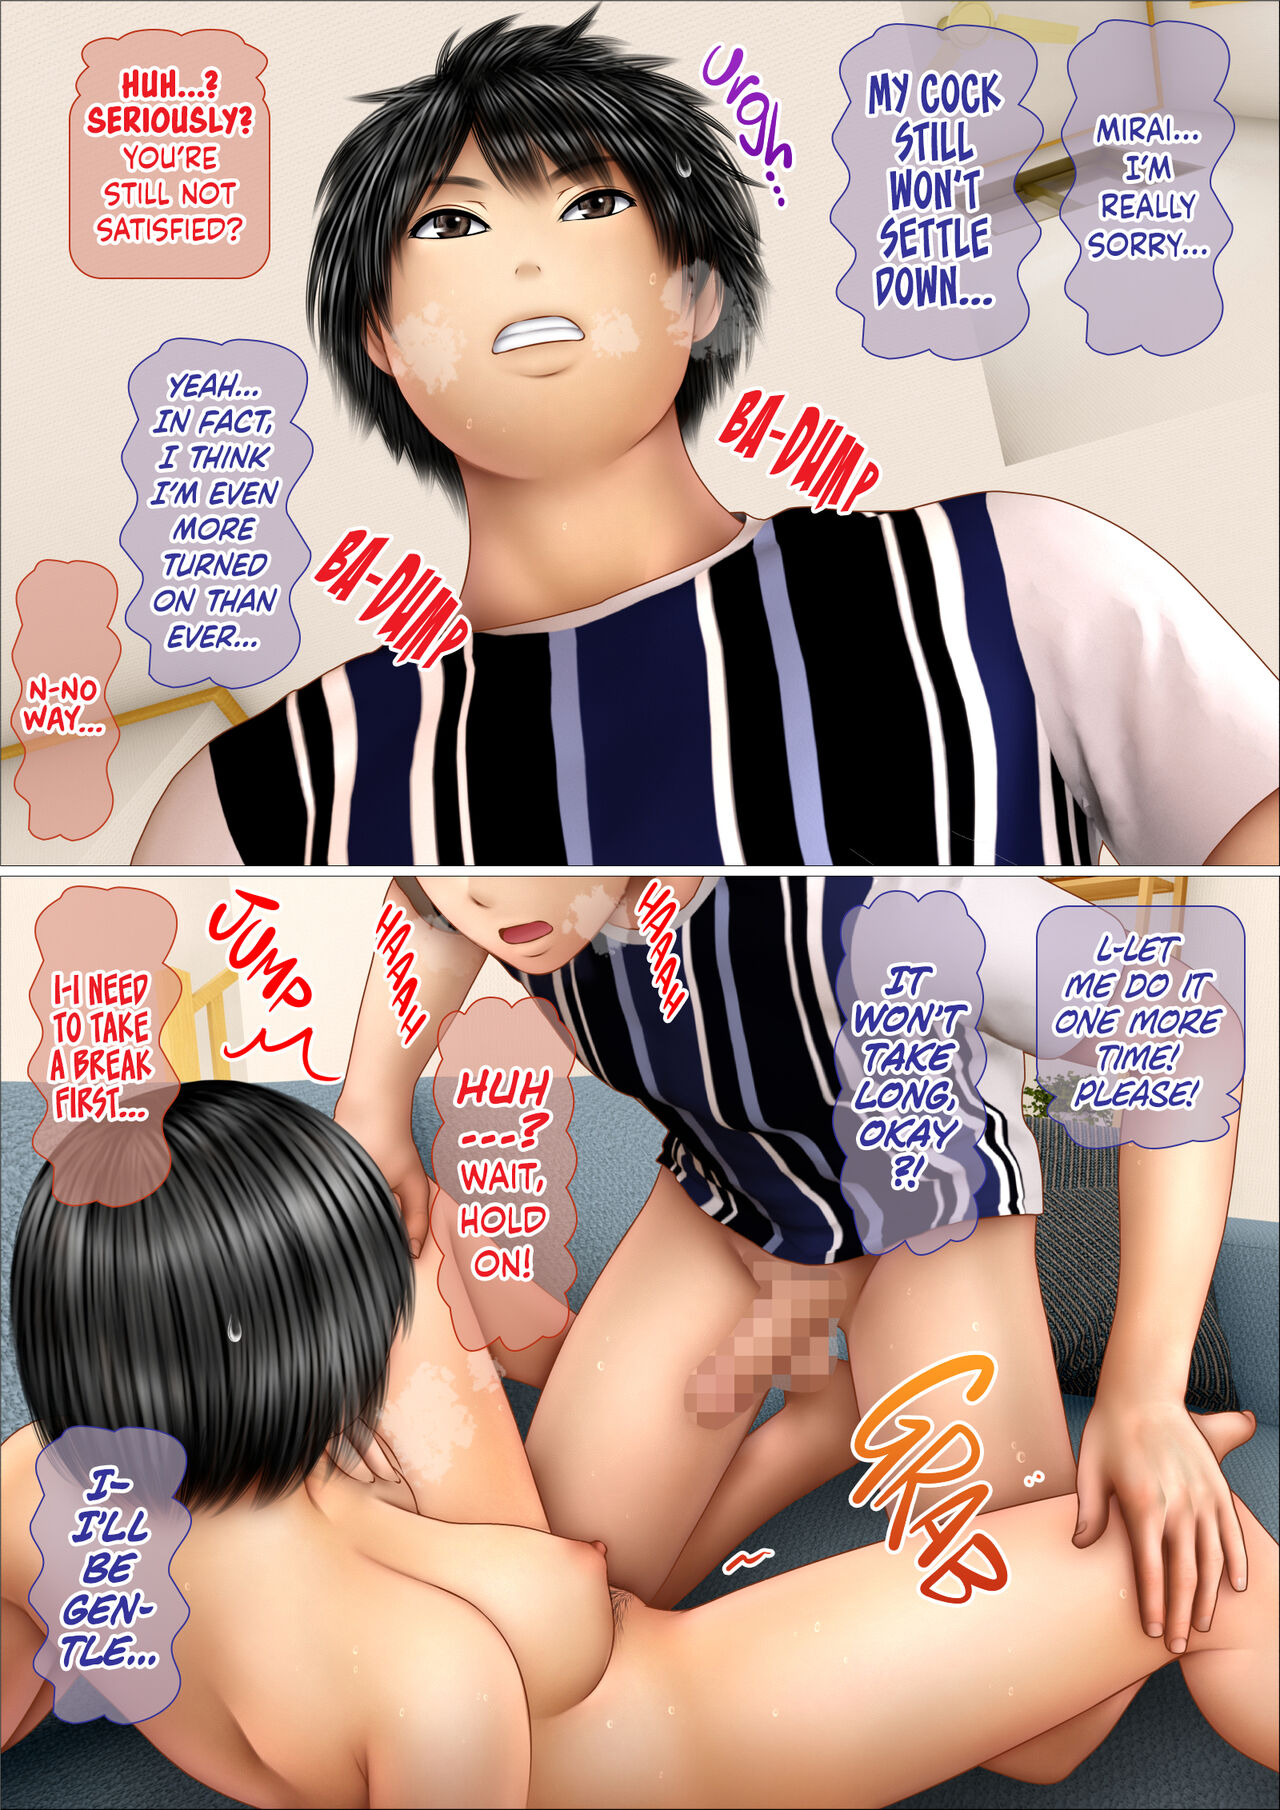 MIRAI...
I'M
REALLY
SORRY...
MY COCK
STILL
WON'T
SETTLE
DOWN...
Urgh...
HUH...?
SERIOUSLY?
YOU'RE
STILL NOT
SATISFIED?
BA-DUMP
BA-DUMP
YEAH...
IN FACT,
I THINK
I'M EVEN
MORE
TURNED
ON THAN
EVER...
N-NO
WAY...
L-LET
ME DO IT
ONE MORE
TIME!
PLEASE!
IT
WON'T
TAKE
LONG,
OKAY
?!
HAAAH
HAAAH
JUMP
HUH
---?
WAIT,
HOLD
ON!
I-I NEED
TO TAKE
A BREAK
FIRST...
GRAB
I-
I'LL
BE
GEN-
TLE...